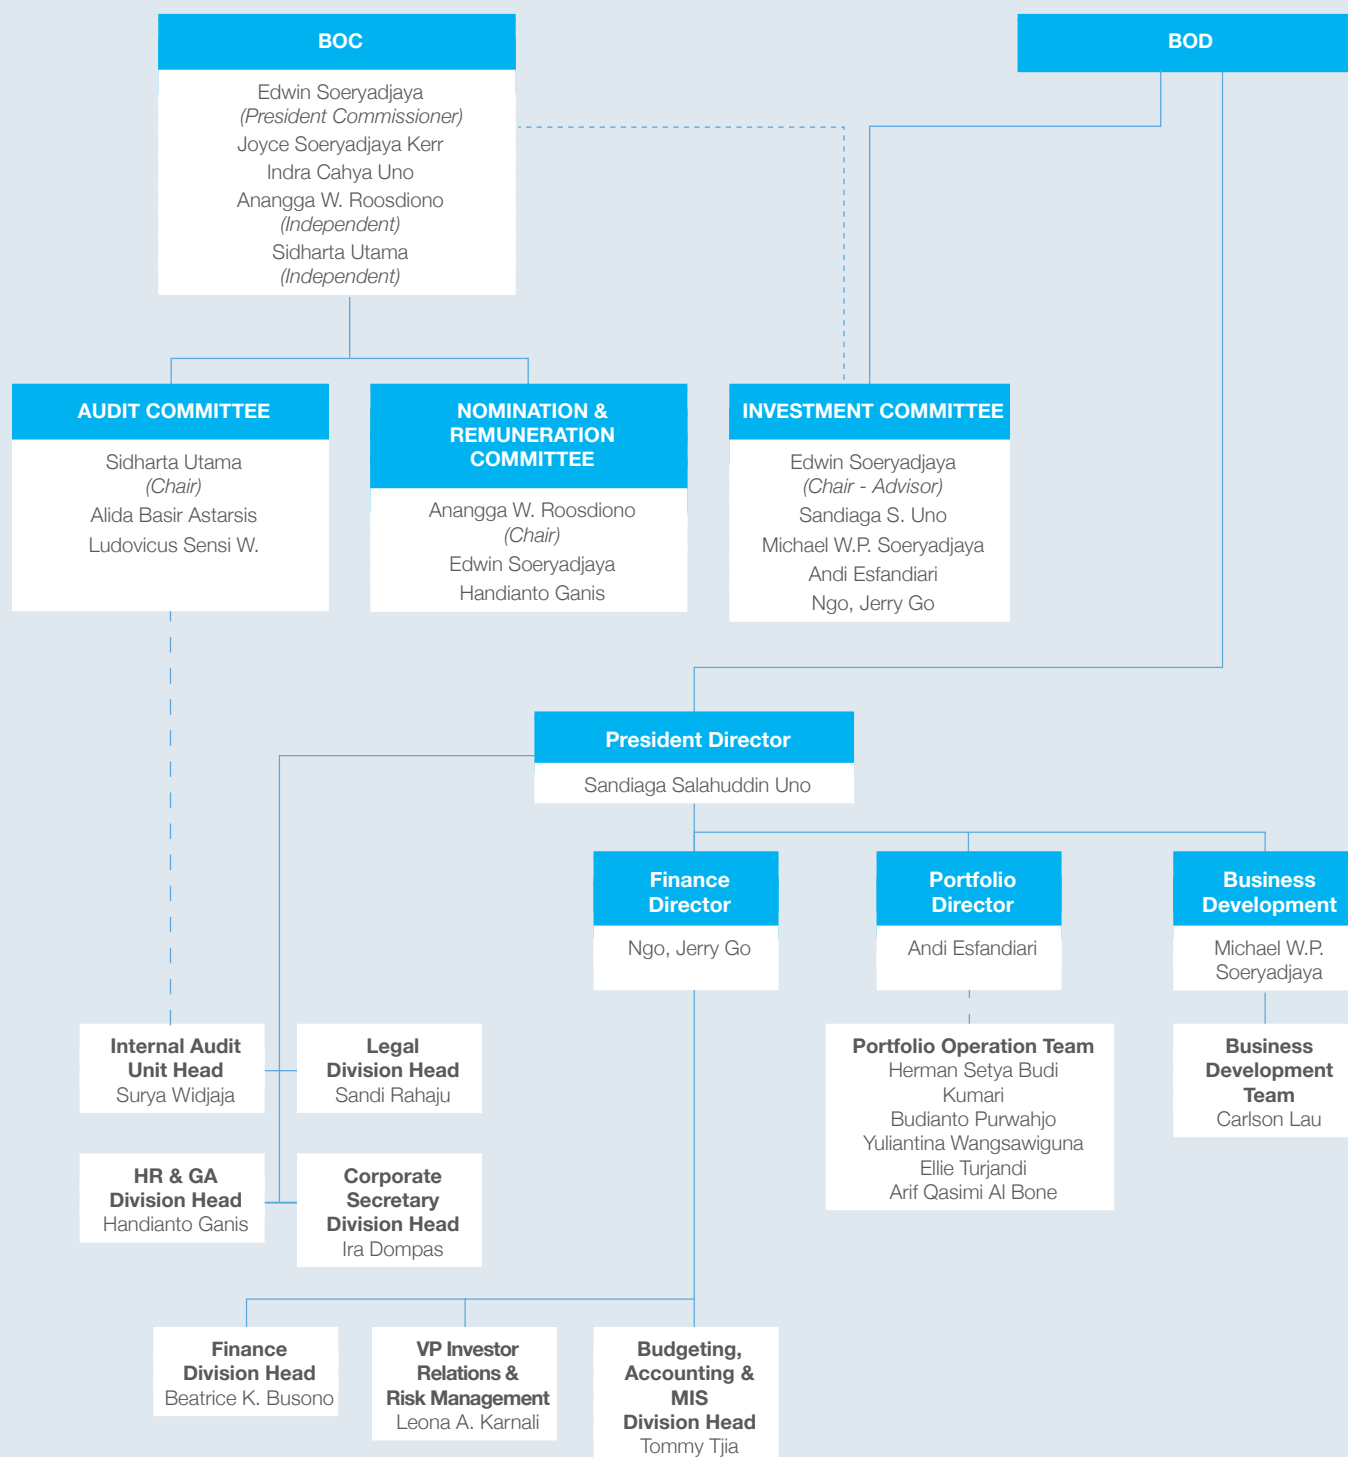 BOC
Edwin Soeryadjaya
(President Commissioner)
Joyce Soeryadjaya Kerr
Indra Cahya Uno
Anangga W. Roosdiono
(Independent)
Sidharta Utama
(Independent)
BOD
AUDIT COMMITTEE
Sidharta Utama
(Chair)
Alida Basir Astarsis
Ludovicus Sensi W.
NOMINATION &
REMUNERATION
COMMITTEE
Anangga W. Roosdiono
(Chair)
Edwin Soeryadjaya
Handianto Ganis
INVESTMENT COMMITTEE
Edwin Soeryadjaya
(Chair - Advisor)
Sandiaga S. Uno
Michael W.P. Soeryadjaya
Andi Esfandiari
Ngo, Jerry Go
President Director
Sandiaga Salahuddin Uno
Finance
Director
Ngo, Jerry Go
Portfolio
Director
Andi Esfandiari
Business
Development
Michael W.P.
Soeryadjaya
Internal Audit
Unit Head
Surya Widjaja
Legal
Division Head
Sandi Rahaju
Portfolio Operation Team
Herman Setya Budi
Kumari
Budianto Purwahjo
Yuliantina Wangsawiguna
Ellie Turjandi
Arif Qasimi Al Bone
Business
Development
Team
Carlson Lau
HR & GA
Division Head
Handianto Ganis
Corporate
Secretary
Division Head
Ira Dompas
Finance
Division Head
Beatrice K. Busono
VP Investor
Relations &
Risk Management
Leona A. Karnali
Budgeting,
Accounting &
MIS
Division Head
Tommy Tjia